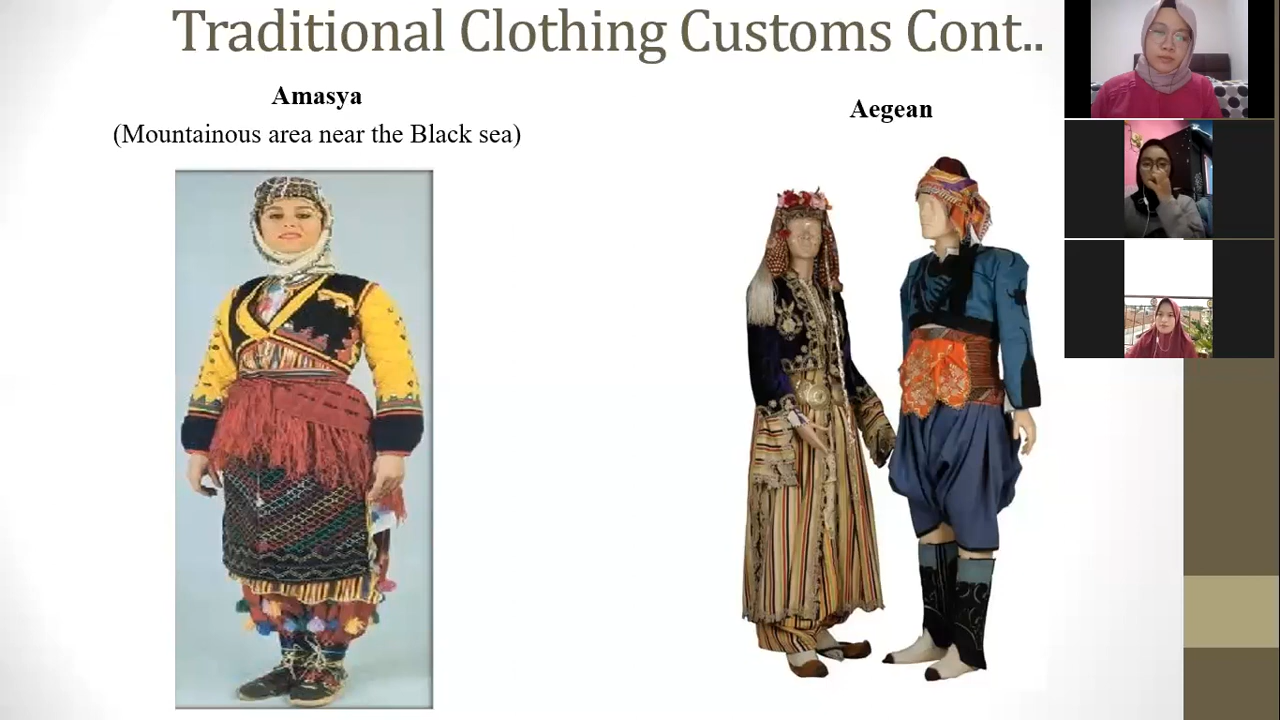 Traditional Clothing Customs Cont..
Amasya
(Mountainous area near the Black sea)
Aegean